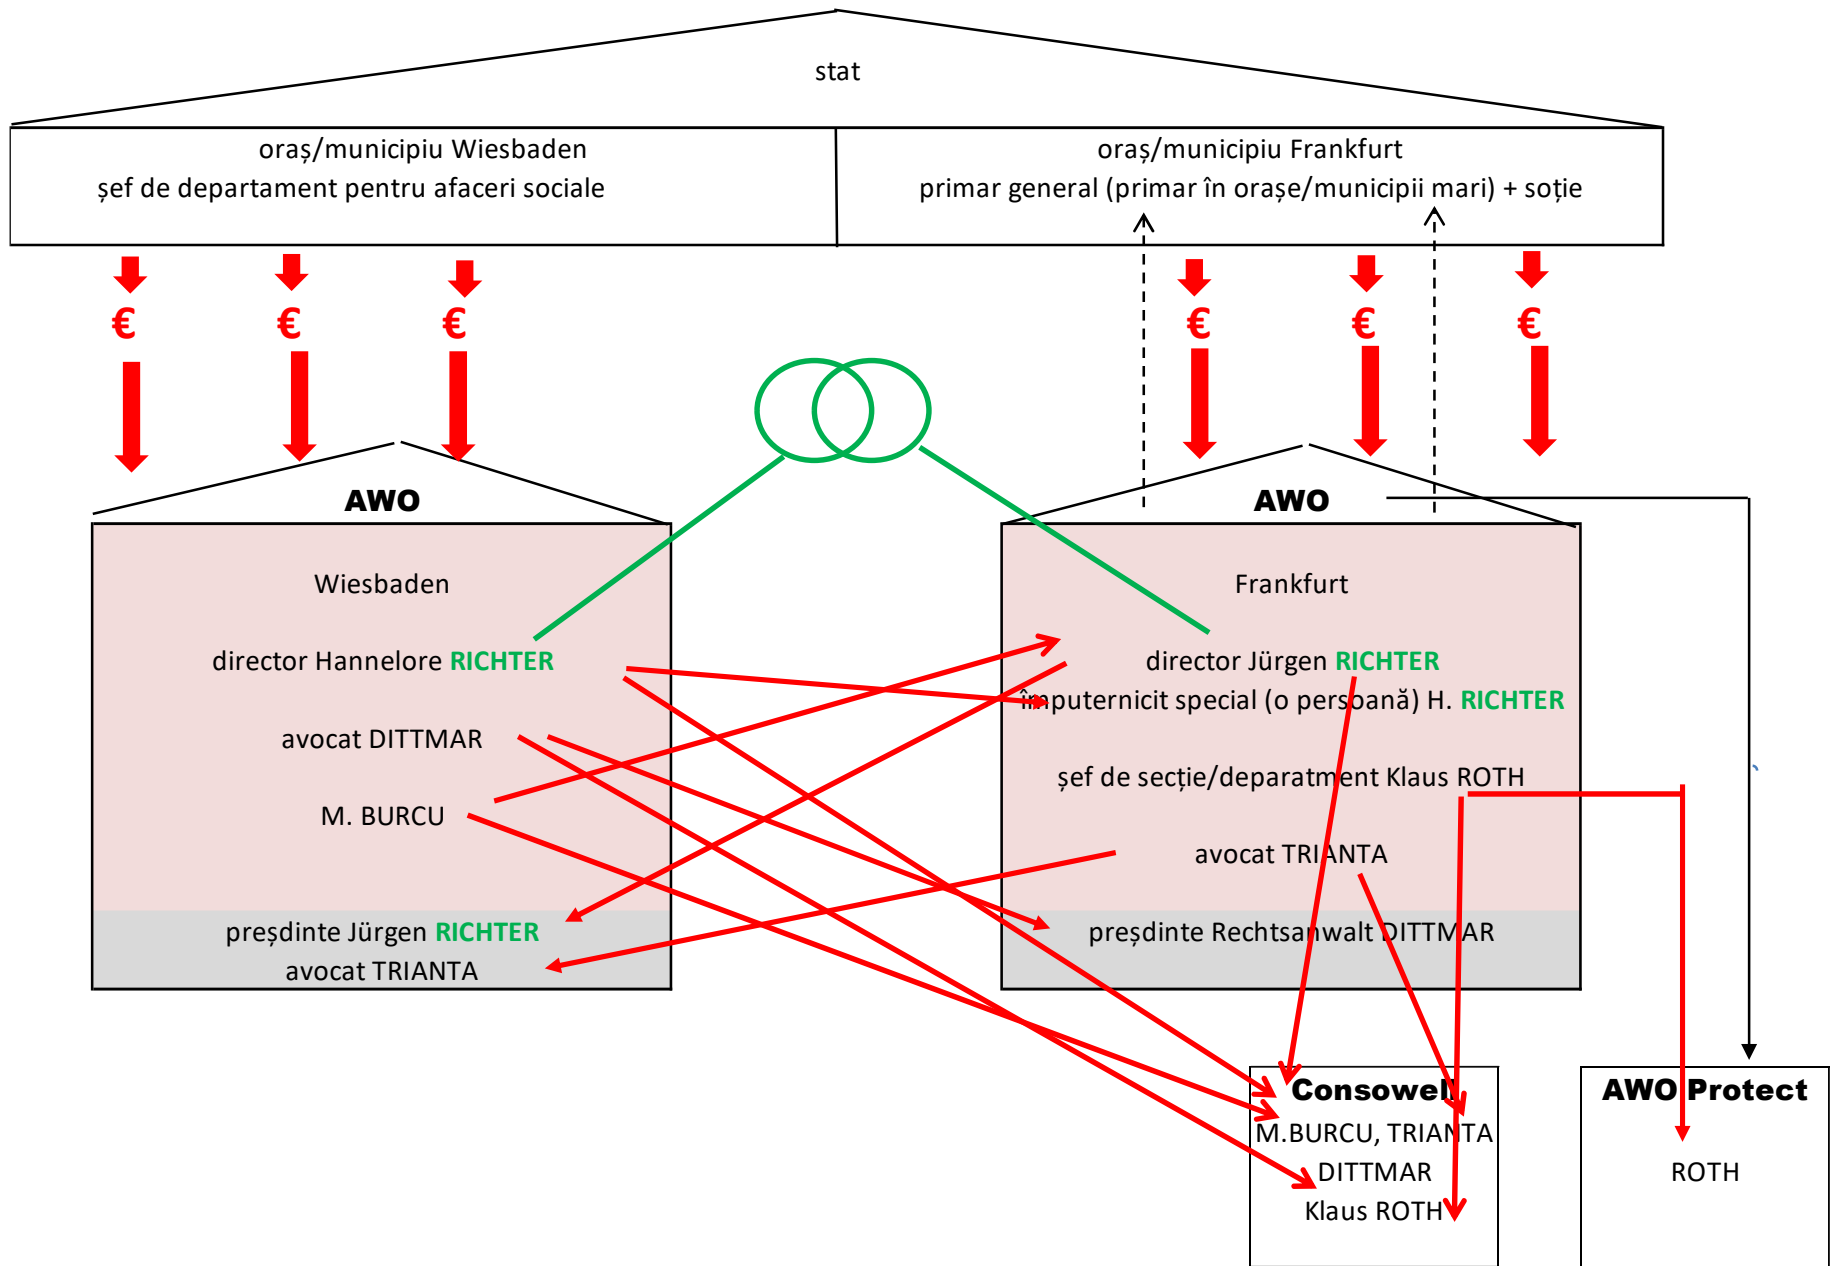 stat
oraș/municipiu Wiesbaden
șef de departament pentru afaceri sociale
oraș/municipiu Frankfurt
primar general (primar în orașe/municipii mari) + soție
€ € € € € €
AWO
Wiesbaden
director Hannelore RICHTER
avocat DITTMAR
M. BURCU
preșdinte Jürgen RICHTER
avocat TRIANTA
AWO
Frankfurt
director Jürgen RICHTER
împuternicit special (o persoană) H. RICHTER
șef de secție/deparatment Klaus ROTH
avocat TRIANTA
preșdinte Rechtsanwalt DITTMAR
Consowell
M.BURCU, TRIANTA
DITTMAR
Klaus ROTH
AWO Protect
ROTH